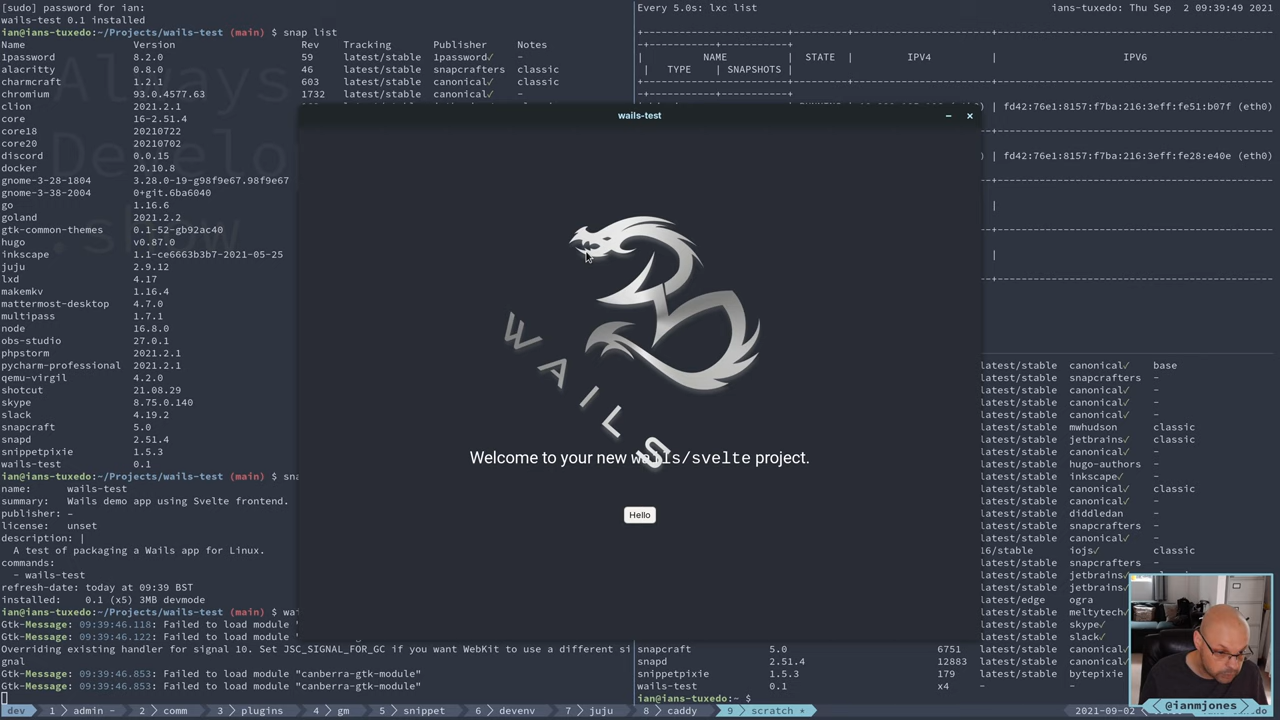 [sudo] password for ian:
wails-test 0.1 installed
ian@ians-tuxedo:~/Projects/wails-test (main) $ snap list
Name Version Rev Tracking Publisher Notes
1password 8.2.0 59 latest/stable 1password✓ -
alacritty 0.8.0 46 latest/stable snapcrafters classic
charmcraft 1.2.1 603 latest/stable canonical✓ classic
chromium 93.0.4577.63 1732 latest/stable canonical✓ -
clion 2021.2.1
core 16-2.51.4
core18 20210722
core20 20210702
discord 0.0.15
docker 20.10.8
gnome-3-28-1804 3.28.0-19-g98f9e67.98f9e67
gnome-3-38-2004 0+git.6ba6040
go 1.16.6
goland 2021.2.2
gtk-common-themes 0.1-52-gb92ac40
hugo v0.87.0
inkscape 1.1-ce6663b3b7-2021-05-25
juju 2.9.12
lxd 4.17
makemkv 1.16.4
mattermost-desktop 4.7.0
multipass 1.7.1
node 16.8.0
obs-studio 27.0.1
phpstorm 2021.2.1
pycharm-professional 2021.2.1
qemu-virgil 4.2.0
shotcut 21.08.29
skype 8.75.0.140
slack 4.19.2
snapcraft 5.0
snapd 2.51.4
snippetpixie 1.5.3
wails-test 0.1
ian@ians-tuxedo:~/Projects/wails-test (main) $ sna
name: wails-test
summary: Wails demo app using Svelte frontend.
publisher: -
license: unset
description: |
A test of packaging a Wails app for Linux.
commands:
- wails-test
refresh-date: today at 09:39 BST
installed: 0.1 (x5) 3MB devmode
ian@ians-tuxedo:~/Projects/wails-test (main) $ wai
Gtk-Message: 09:39:46.118: Failed to load module "
Gtk-Message: 09:39:46.122: Failed to load module "
Overriding existing handler for signal 10. Set JSC_SIGNAL_FOR_GC if you want WebKit to use a different si
gnal
Gtk-Message: 09:39:46.853: Failed to load module "canberra-gtk-module"
Gtk-Message: 09:39:46.853: Failed to load module "canberra-gtk-module"
Always
Develo
.show
Every 5.0s: lxc list ians-tuxedo: Thu Sep 2 09:39:49 2021
| NAME | STATE | IPV4 | IPV6
| TYPE | SNAPSHOTS |
) | fd42:76e1:8157:f7ba:216:3eff:fe51:b07f (eth0)
) | fd42:76e1:8157:f7ba:216:3eff:fe28:e40e (eth0)
wails-test
WAILS
Welcome to your new wails/svelte project.
Hello
latest/stable canonical✓ base
latest/stable snapcrafters -
latest/stable canonical✓ -
latest/stable canonical✓ -
latest/stable canonical✓ -
latest/stable mwhudson classic
latest/stable jetbrains✓ classic
latest/stable canonical✓ -
latest/stable hugo-authors -
latest/stable inkscape✓ -
latest/stable canonical✓ classic
latest/stable canonical✓ -
latest/stable diddledan -
latest/stable snapcrafters -
latest/stable canonical✓ -
16/stable iojs✓ classic
latest/stable snapcrafters -
latest/stable jetbrains✓
latest/stable jetbrains✓
latest/edge ogra
latest/stable meltytech✓
latest/stable skype✓
latest/stable slack✓
snapcraft 5.0 6751 latest/stable canonical✓
snapd 2.51.4 12883 latest/stable canonical✓
snippetpixie 1.5.3 179 latest/stable bytepixie
wails-test 0.1 x4 - -
ian@ians-tuxedo:~ $
@ianmjones
dev 1 admin - 2 comm 3 plugins 4 gm 5 snippet 6 devenv 7 juju 8 caddy 9 scratch *
2021-09-02